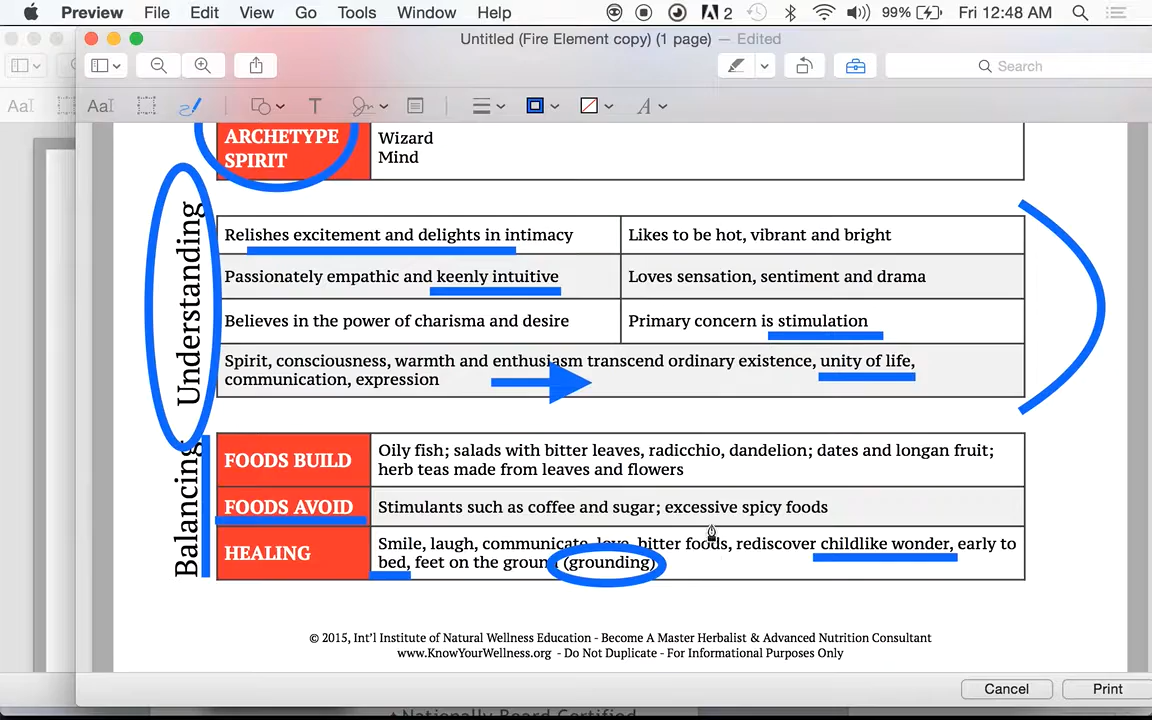 Preview File Edit View Go Tools Window Help 2 99% Fri 12:48 AM
Untitled (Fire Element copy) (1 page) — Edited
Search
AaI AaI T A
ARCHETYPE
SPIRIT
Wizard
Mind
Understanding
Relishes excitement and delights in intimacy
Likes to be hot, vibrant and bright
Passionately empathic and keenly intuitive
Loves sensation, sentiment and drama
Believes in the power of charisma and desire
Primary concern is stimulation
Spirit, consciousness, warmth and enthusiasm transcend ordinary existence, unity of life,
communication, expression
Balancing
FOODS BUILD
Oily fish; salads with bitter leaves, radicchio, dandelion; dates and longan fruit;
herb teas made from leaves and flowers
FOODS AVOID
Stimulants such as coffee and sugar; excessive spicy foods
HEALING
Smile, laugh, communicate, love, bitter foods, rediscover childlike wonder, early to
bed, feet on the ground (grounding)
© 2015, Int'l Institute of Natural Wellness Education - Become A Master Herbalist & Advanced Nutrition Consultant
www.KnowYourWellness.org - Do Not Duplicate - For Informational Purposes Only
Cancel Print
Nationally Board Certified